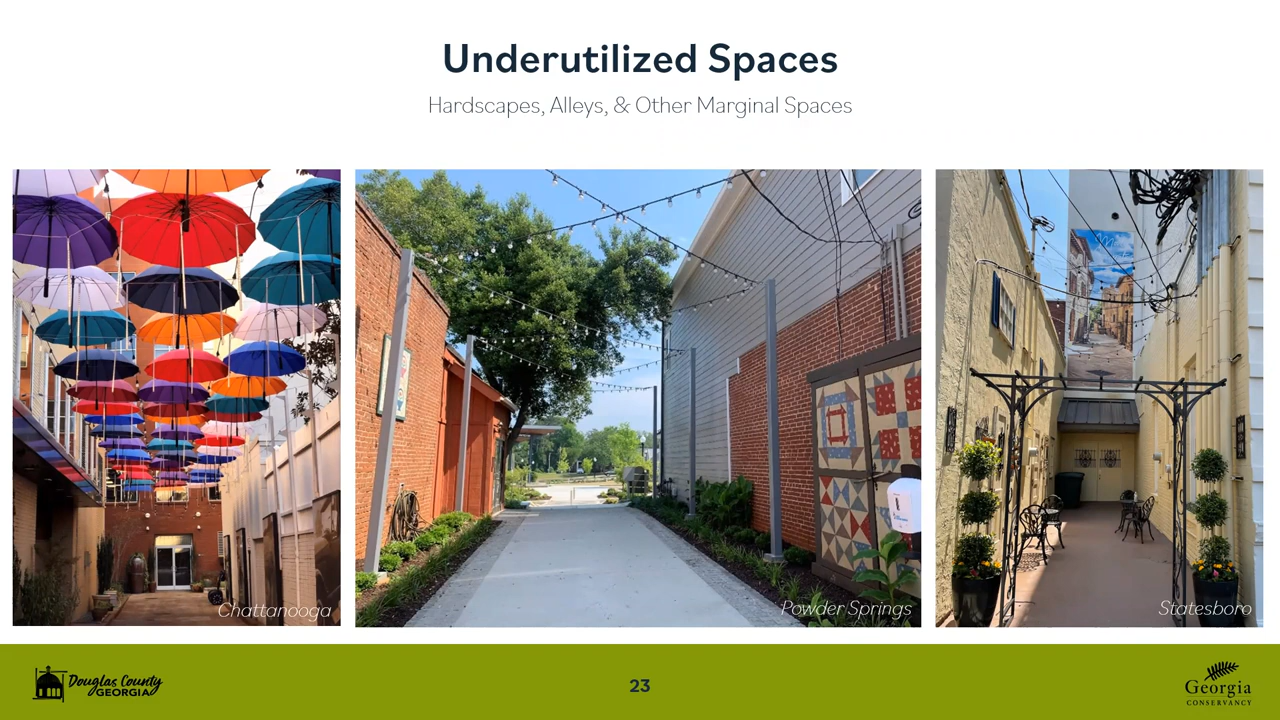 Underutilized Spaces
Hardscapes, Alleys, & Other Marginal Spaces
Chattanooga
Powder Springs
Statesboro
Douglas County
GEORGIA
23
Georgia
CONSERVANCY